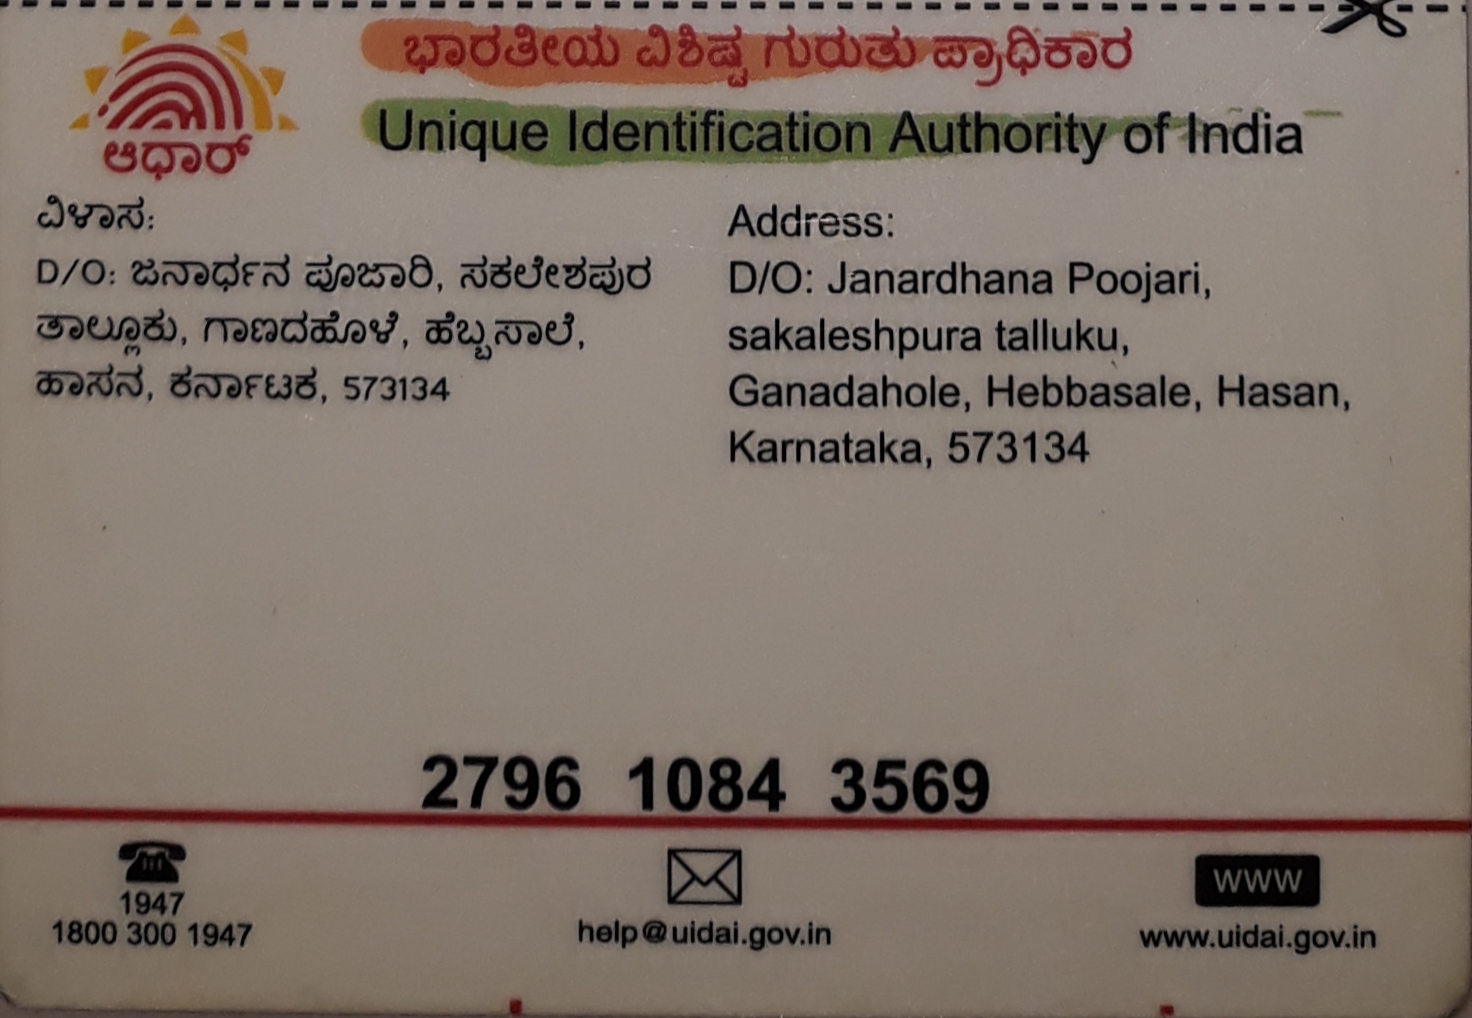 ಭಾರತೀಯ ವಿಶಿಷ್ಟ ಗುರುತು ಪ್ರಾಧಿಕಾರ
Unique Identification Authority of India
ಆಧಾರ್
ವಿಳಾಸ:
D/O: ಜನಾರ್ಧನ ಪೂಜಾರಿ, ಸಕಲೇಶಪುರ
ತಾಲ್ಲೂಕು, ಗಾಣದಹೊಳೆ, ಹೆಬ್ಬಸಾಲೆ,
ಹಾಸನ, ಕರ್ನಾಟಕ, 573134
Address:
D/O: Janardhana Poojari,
sakaleshpura talluku,
Ganadahole, Hebbasale, Hasan,
Karnataka, 573134
2796 1084 3569
1947
1800 300 1947
help@uidai.gov.in
www
www.uidai.gov.in